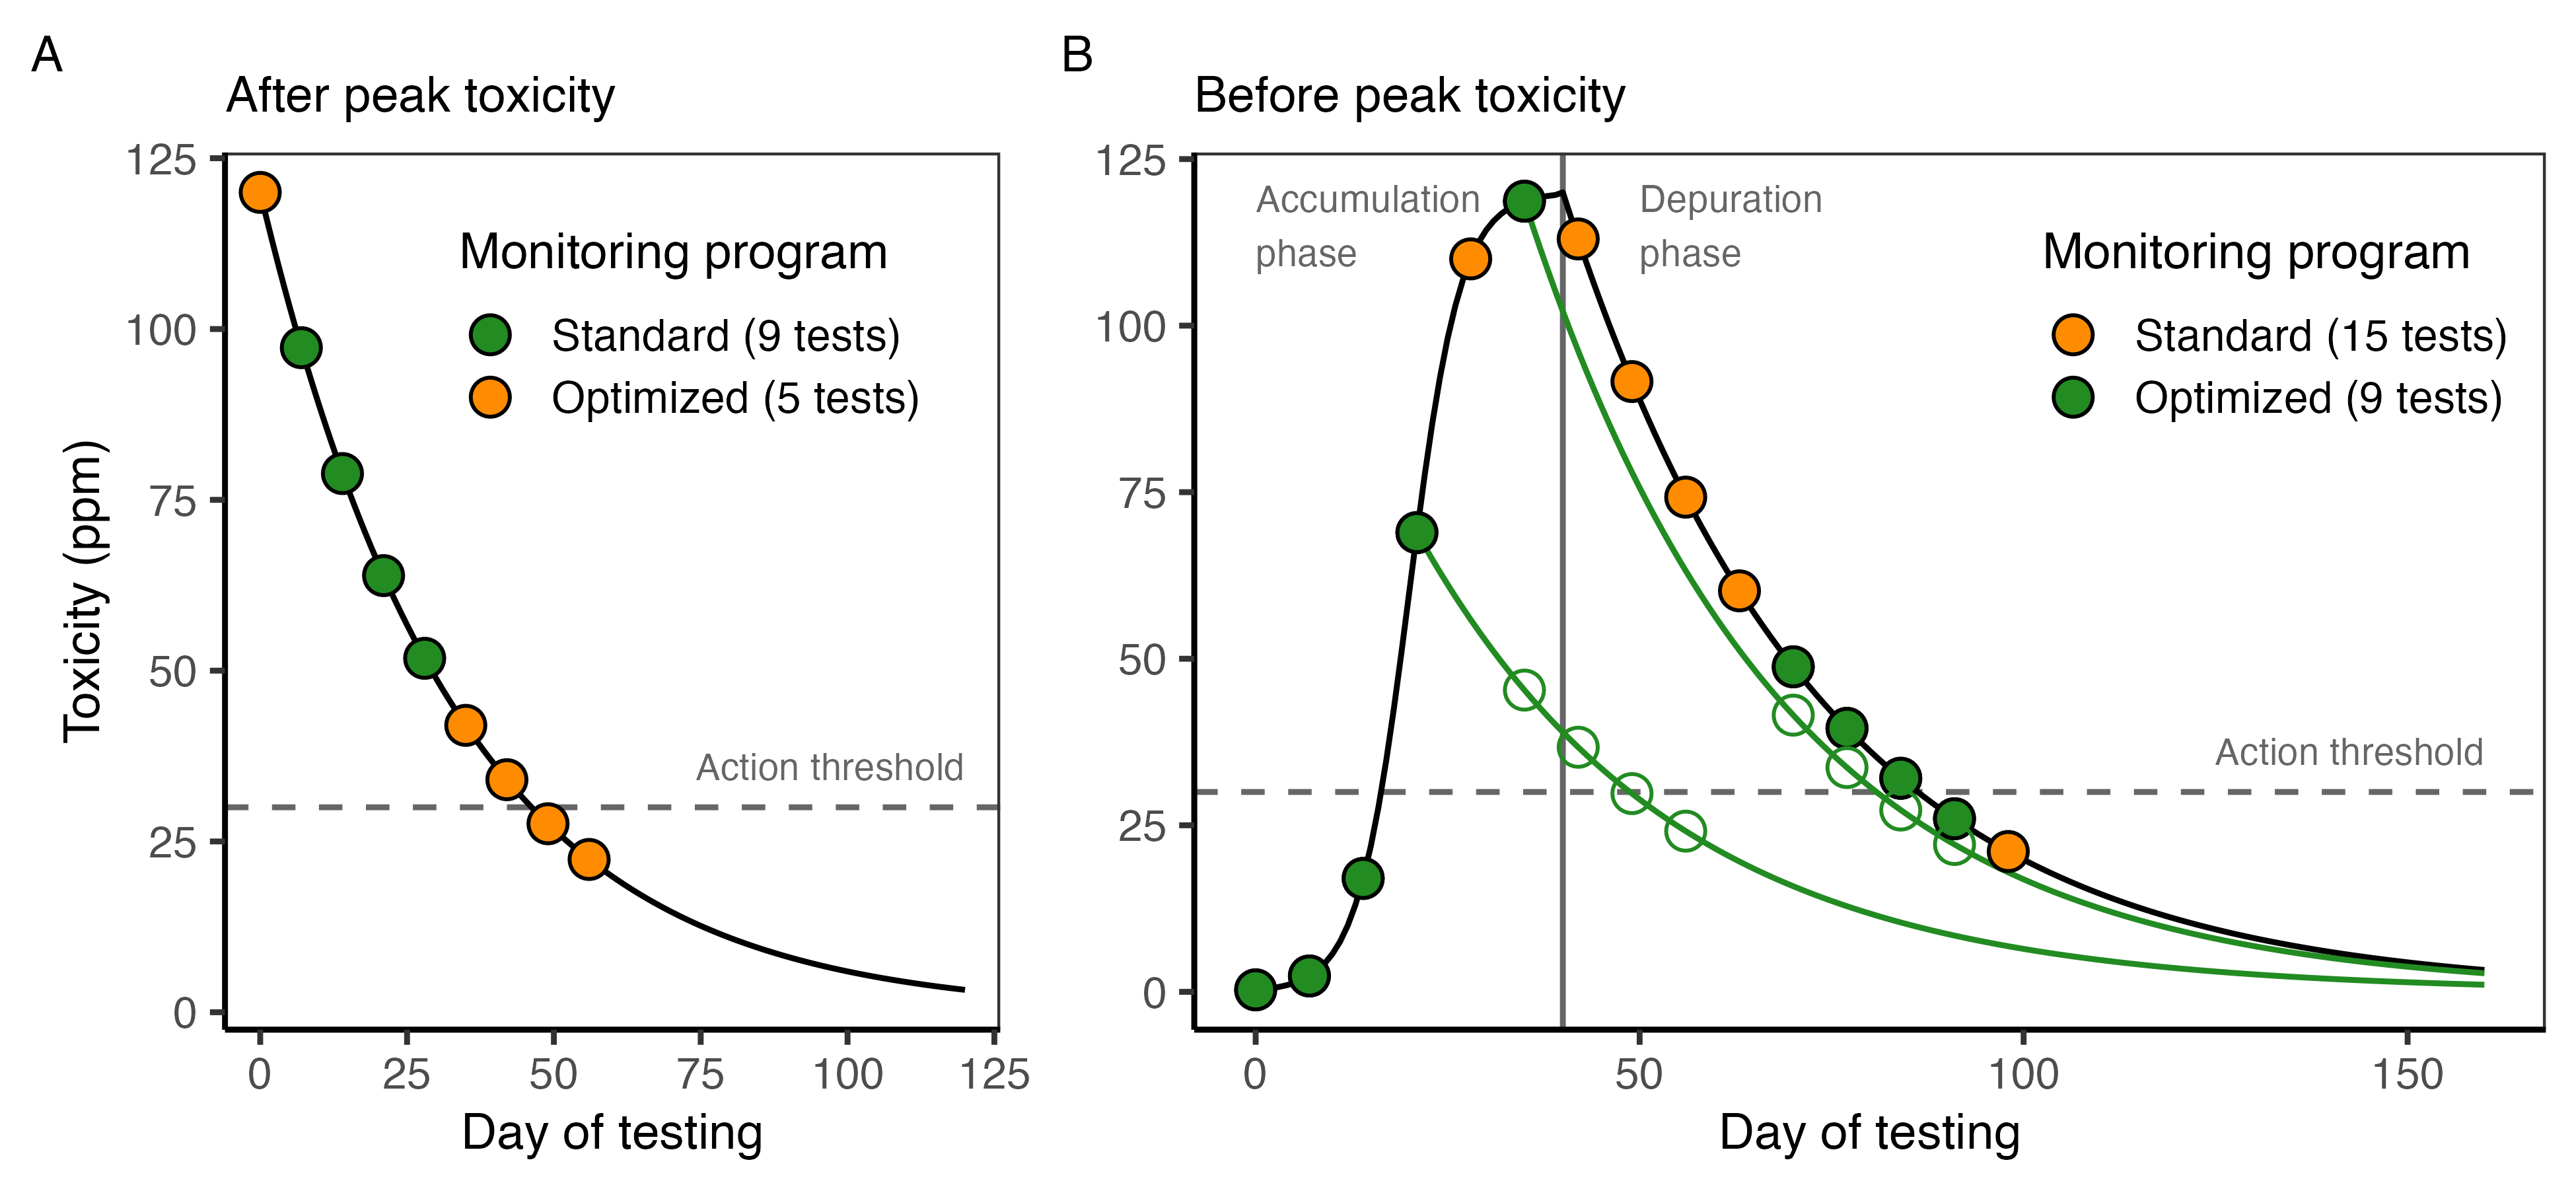 A
After peak toxicity
125
100
75
50
25
0
Toxicity (ppm)
Monitoring program
Standard (9 tests)
Optimized (5 tests)
Action threshold
0 25 50 75 100 125
Day of testing
B
Before peak toxicity
125
100
75
50
25
0
Accumulation
phase
Depuration
phase
Monitoring program
Standard (15 tests)
Optimized (9 tests)
Action threshold
0 50 100 150
Day of testing